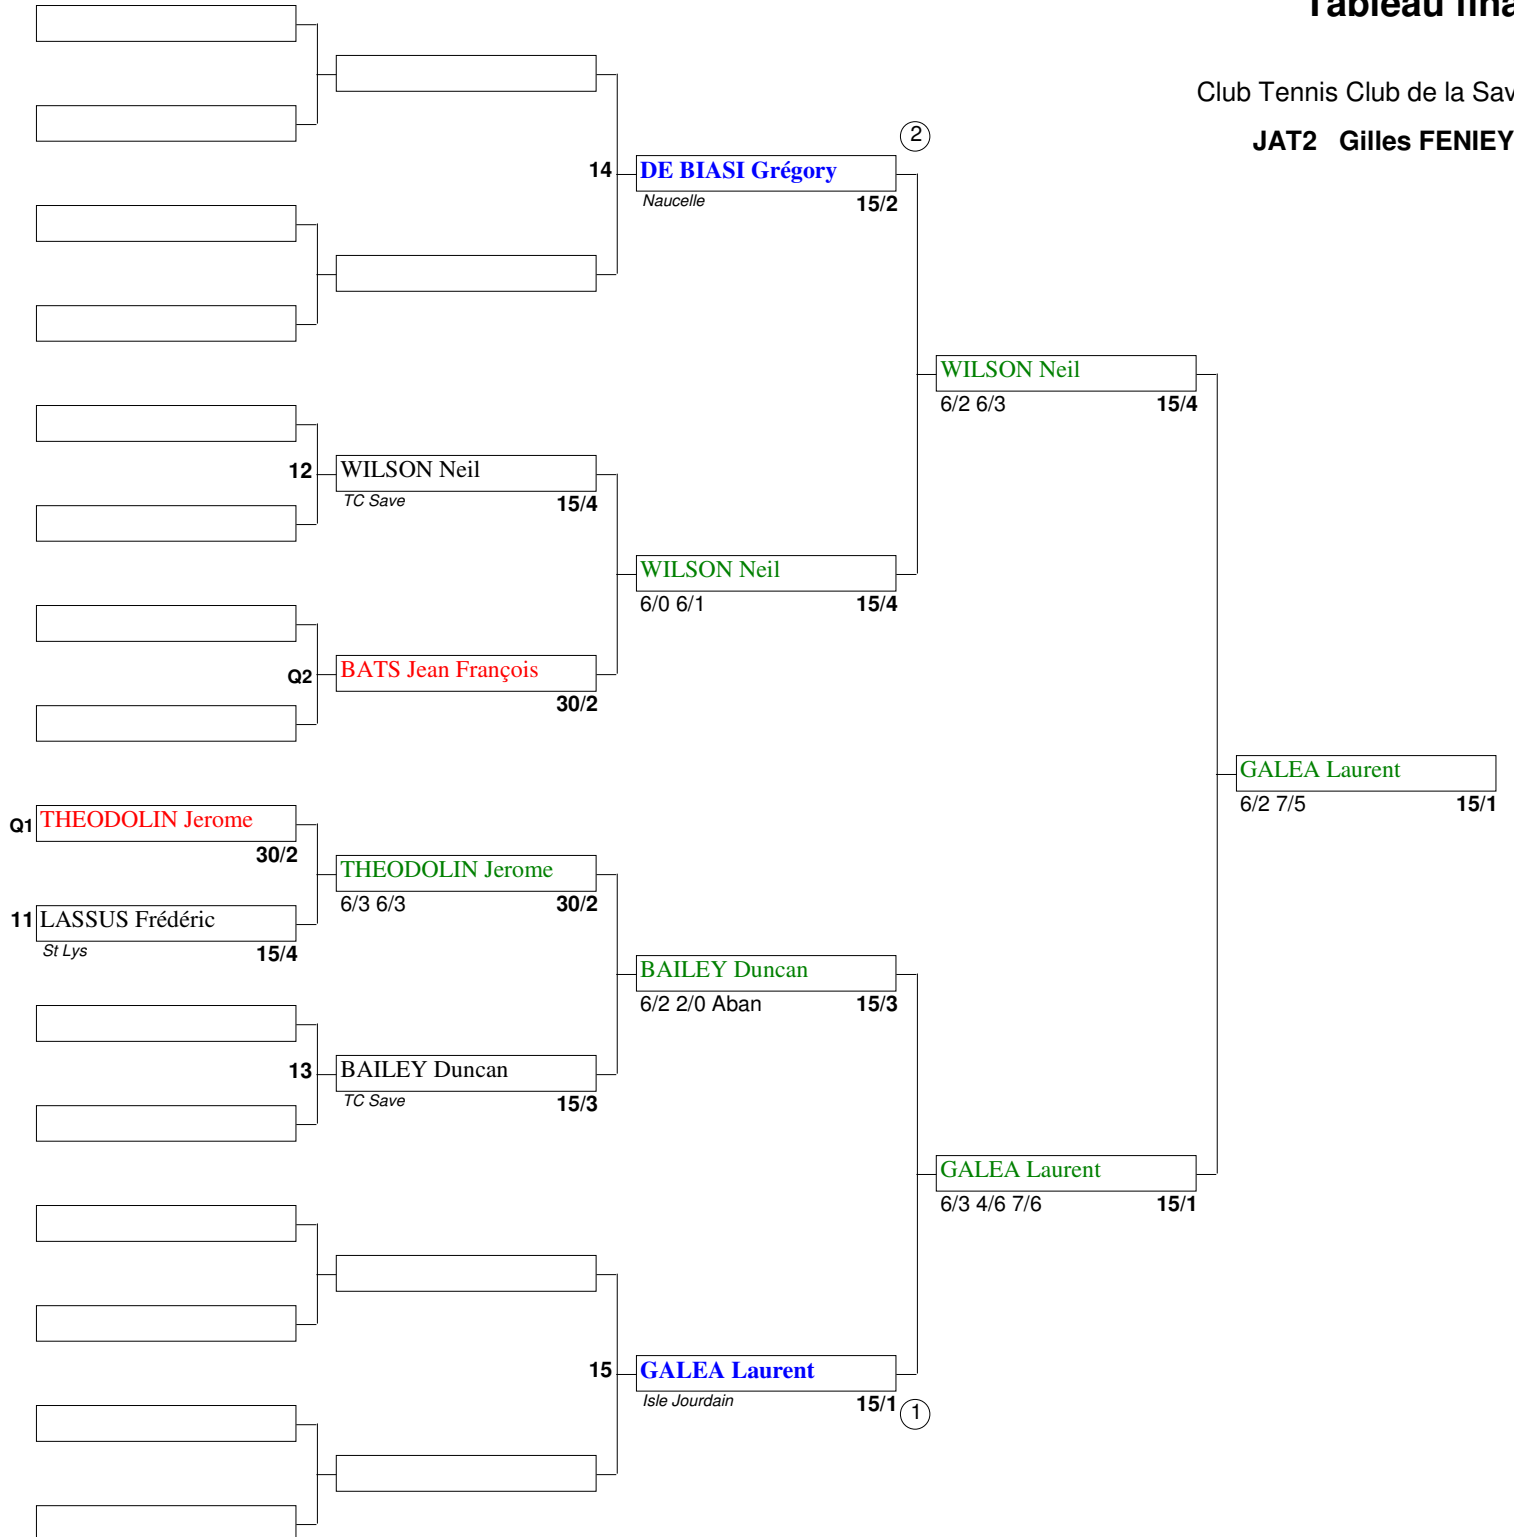 Tableau fina
Club Tennis Club de la Sav
JAT2 Gilles FENIEY
2
14 DE BIASI Grégory
Naucelle 15/2
WILSON Neil
6/2 6/3 15/4
12 WILSON Neil
TC Save 15/4
WILSON Neil
6/0 6/1 15/4
Q2 BATS Jean François
30/2
GALEA Laurent
6/2 7/5 15/1
Q1 THEODOLIN Jerome
30/2
THEODOLIN Jerome
6/3 6/3 30/2
11 LASSUS Frédéric
St Lys 15/4
BAILEY Duncan
6/2 2/0 Aban 15/3
13 BAILEY Duncan
TC Save 15/3
GALEA Laurent
6/3 4/6 7/6 15/1
15 GALEA Laurent
Isle Jourdain 15/1
1